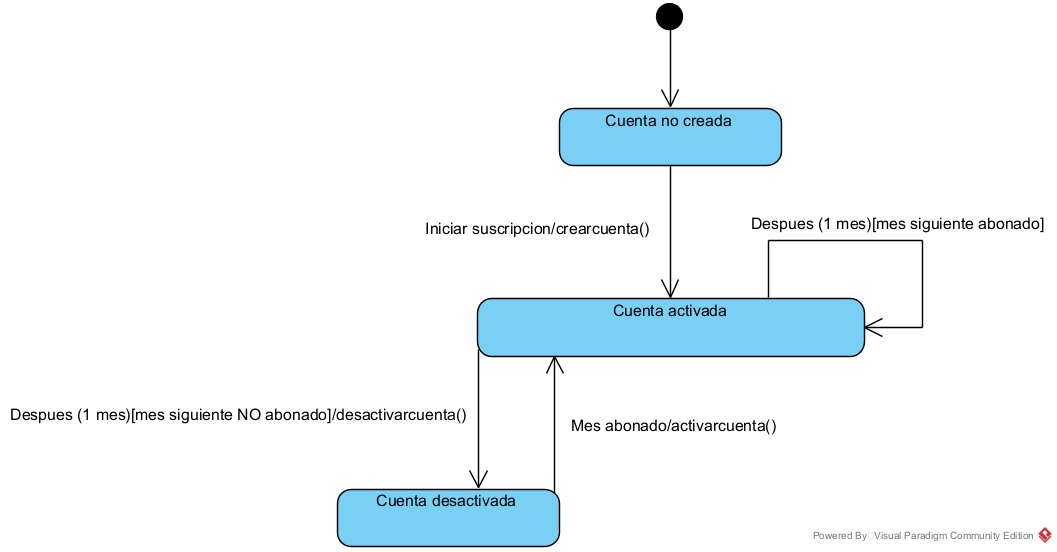 Cuenta no creada
Iniciar suscripcion/crearcuenta()
Despues (1 mes)[mes siguiente abonado]
Cuenta activada
Despues (1 mes)[mes siguiente NO abonado]/desactivarcuenta()
Mes abonado/activarcuenta()
Cuenta desactivada
Powered By Visual Paradigm Community Edition